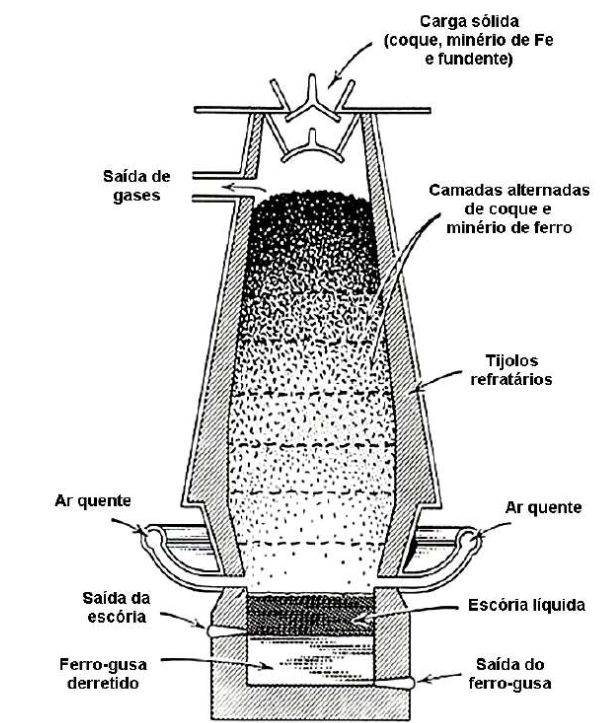 Carga sólida
(coque, minério de Fe
e fundente)
Saída de
gases
Camadas alternadas
de coque e
minério de ferro
Tijolos
refratários
Ar quente
Ar quente
Saída da
escória
Escória líquida
Ferro-gusa
derretido
Saída do
ferro-gusa